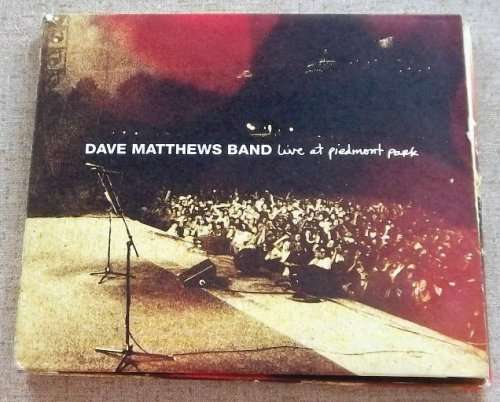 DAVE MATTHEWS BAND live at piedmont park